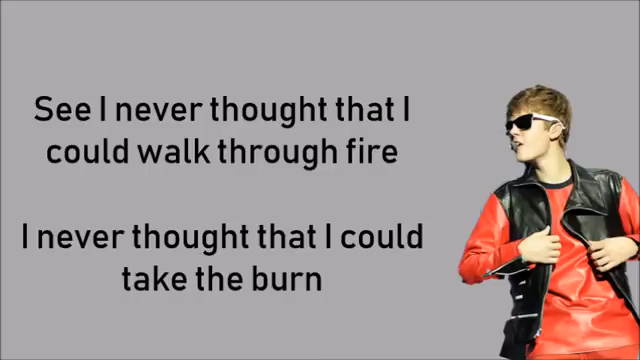 See I never thought that I
could walk through fire
I never thought that I could
take the burn